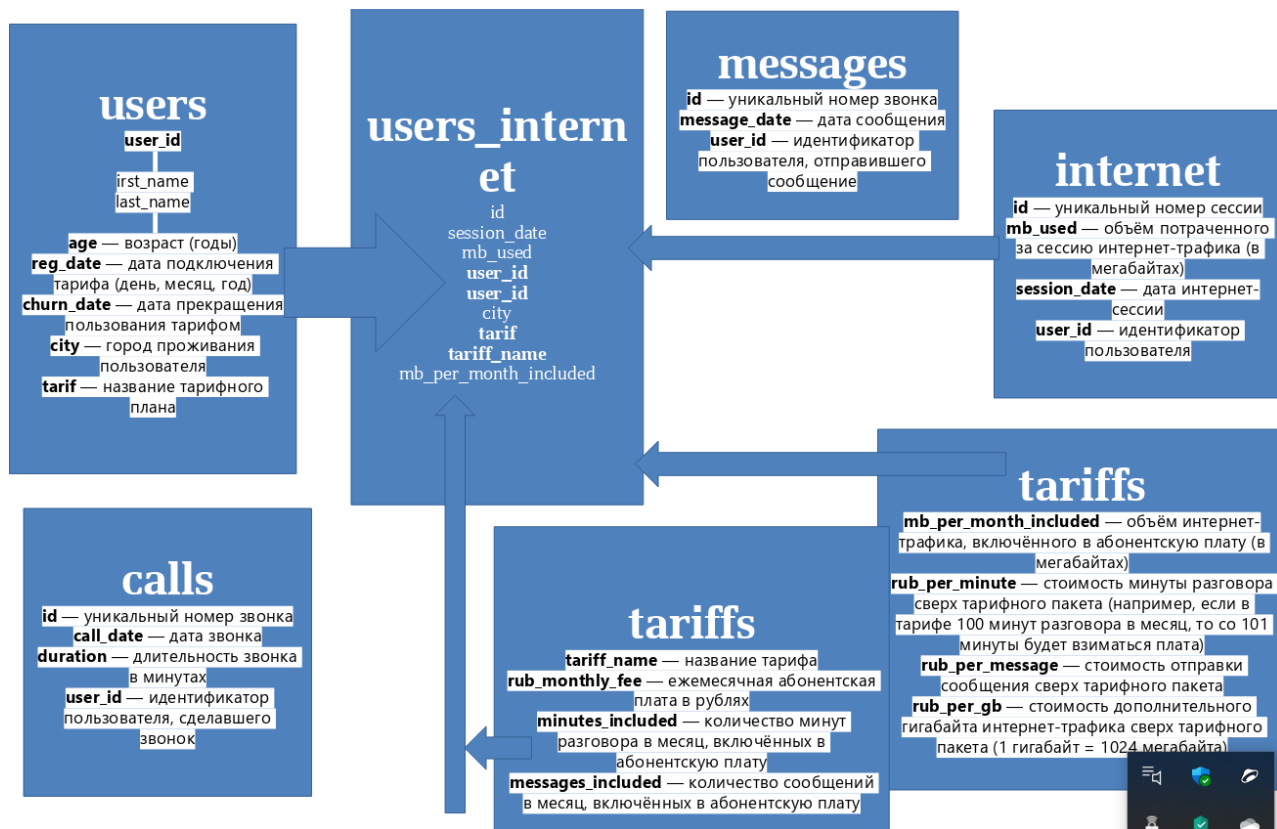 users
user_id
irst_name
last_name
age — возраст (годы)
reg_date — дата подключения
тарифа (день, месяц, год)
churn_date — дата прекращения
пользования тарифом
city — город проживания
пользователя
tarif — название тарифного
плана
users_intern
et
id
session_date
mb_used
user_id
user_id
city
tarif
tariff_name
mb_per_month_included
messages
id — уникальный номер звонка
message_date — дата сообщения
user_id — идентификатор
пользователя, отправившего
сообщение
internet
id — уникальный номер сессии
mb_used — объём потраченного
за сессию интернет-трафика (в
мегабайтах)
session_date — дата интернет-
сессии
user_id — идентификатор
пользователя
calls
id — уникальный номер звонка
call_date — дата звонка
duration — длительность звонка
в минутах
user_id — идентификатор
пользователя, сделавшего
звонок
tariffs
tariff_name — название тарифа
rub_monthly_fee — ежемесячная абонентская
плата в рублях
minutes_included — количество минут
разговора в месяц, включённых в
абонентскую плату
messages_included — количество сообщений
в месяц, включённых в абонентскую плату
tariffs
mb_per_month_included — объём интернет-
трафика, включённого в абонентскую плату (в
мегабайтах)
rub_per_minute — стоимость минуты разговора
сверх тарифного пакета (например, если в
тарифе 100 минут разговора в месяц, то со 101
минуты будет взиматься плата)
rub_per_message — стоимость отправки
сообщения сверх тарифного пакета
rub_per_gb — стоимость дополнительного
гигабайта интернет-трафика сверх тарифного
пакета (1 гигабайт = 1024 мегабайта)